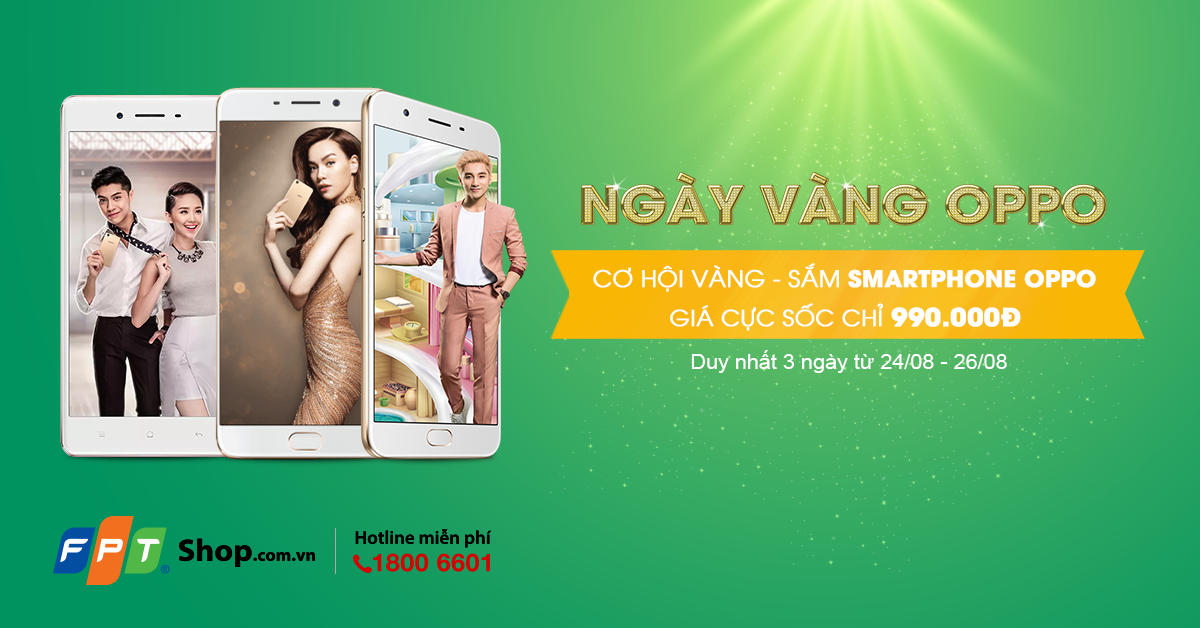 NGÀY VÀNG OPPO
CƠ HỘI VÀNG - SẮM SMARTPHONE OPPO
GIÁ CỰC SỐC CHỈ 990.000Đ
Duy nhất 3 ngày từ 24/08 - 26/08
FPT® Shop.com.vn
Hotline miễn phí
1800 6601